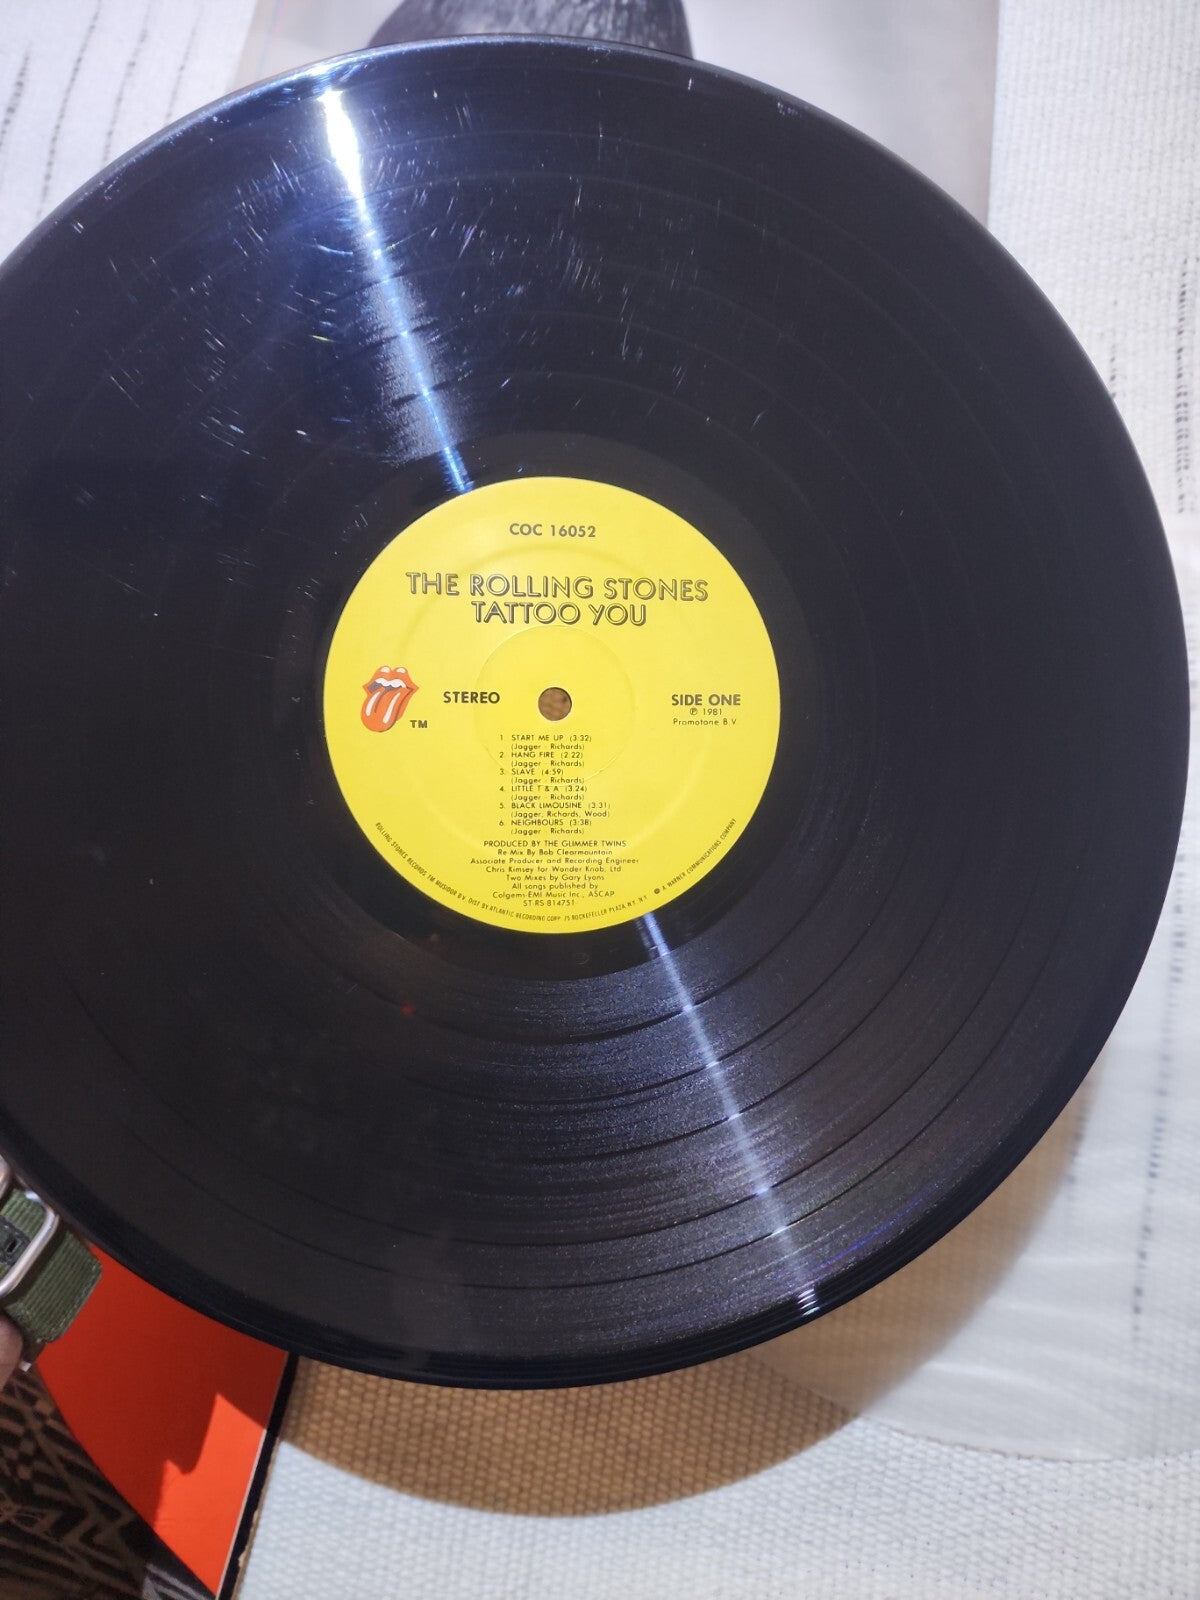 COC 16052
THE ROLLING STONES
TATTOO YOU
TM
STEREO
SIDE ONE
℗ 1981
Promotone B.V.
1. START ME UP (3:32)
(Jagger - Richards)
2. HANG FIRE (2:22)
(Jagger - Richards)
3. SLAVE (4:59)
(Jagger - Richards)
4. LITTLE T & A (3:24)
(Jagger - Richards)
5. BLACK LIMOUSINE (3:31)
(Jagger, Richards, Wood)
6. NEIGHBOURS (3:38)
(Jagger - Richards)
PRODUCED BY THE GLIMMER TWINS
Re Mix By Bob Clearmountain
Associate Producer and Recording Engineer
Chris Kimsey for Wonder Knob, Ltd
Two Mixes by Gary Lyons
All songs published by
Colgems-EMI Music Inc., ASCAP
ST-RS-814751
ROLLING STONES RECORDS, TM MUSIDOR B.V. DIST BY ATLANTIC RECORDING CORP. 75 ROCKEFELLER PLAZA N.Y. N.Y. A WARNER COMMUNICATIONS COMPANY